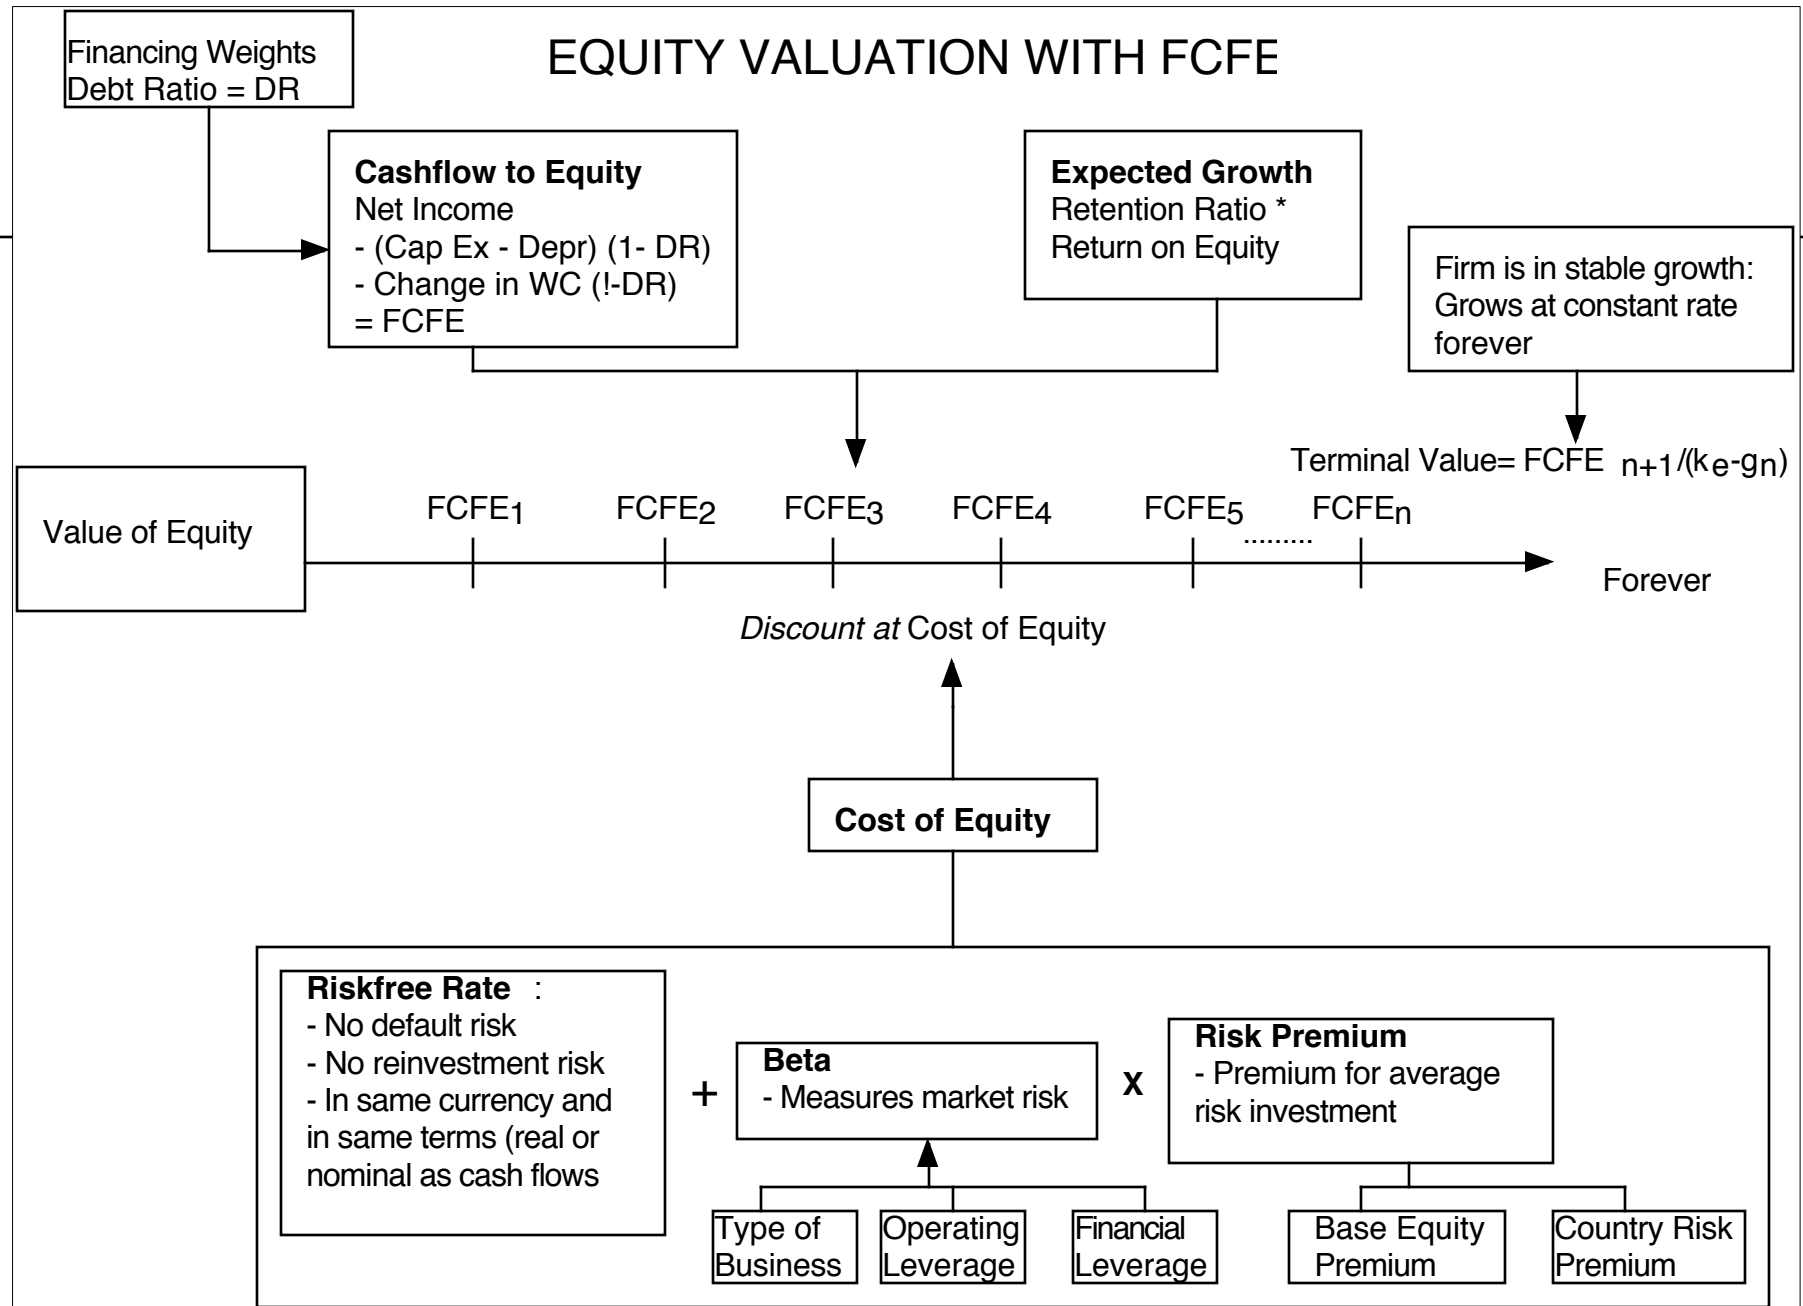 EQUITY VALUATION WITH FCFE
Financing Weights
Debt Ratio = DR
Cashflow to Equity
Net Income
- (Cap Ex - Depr) (1- DR)
- Change in WC (!-DR)
= FCFE
Expected Growth
Retention Ratio *
Return on Equity
Firm is in stable growth:
Grows at constant rate
forever
Terminal Value= FCFE n+1/(ke-gn)
Value of Equity
FCFE1 FCFE2 FCFE3 FCFE4 FCFE5 ......... FCFEn
Forever
Discount at Cost of Equity
Cost of Equity
Riskfree Rate :
- No default risk
- No reinvestment risk
- In same currency and
in same terms (real or
nominal as cash flows
+
Beta
- Measures market risk
X
Risk Premium
- Premium for average
risk investment
Type of
Business
Operating
Leverage
Financial
Leverage
Base Equity
Premium
Country Risk
Premium